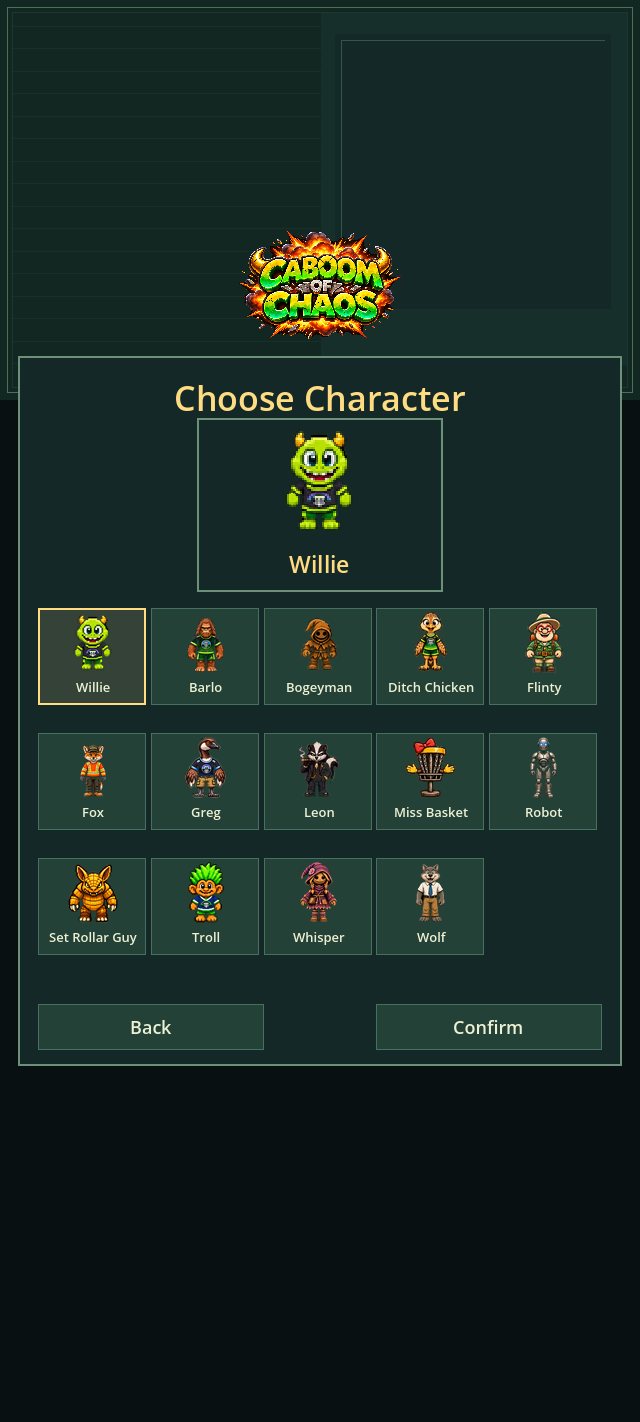 CABOOM
OF
CHAOS
Choose Character
Willie
Willie
Barlo
Bogeyman
Ditch Chicken
Flinty
Fox
Greg
Leon
Miss Basket
Robot
Set Rollar Guy
Troll
Whisper
Wolf
Back
Confirm